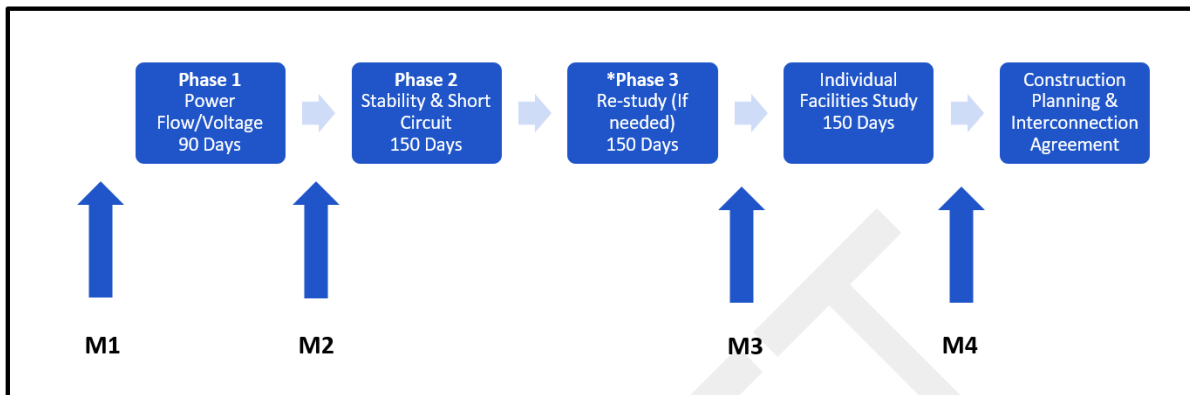 Phase 1
Power
Flow/Voltage
90 Days
Phase 2
Stability & Short
Circuit
150 Days
*Phase 3
Re-study (If
needed)
150 Days
Individual
Facilities Study
150 Days
Construction
Planning &
Interconnection
Agreement
M1
M2
M3
M4